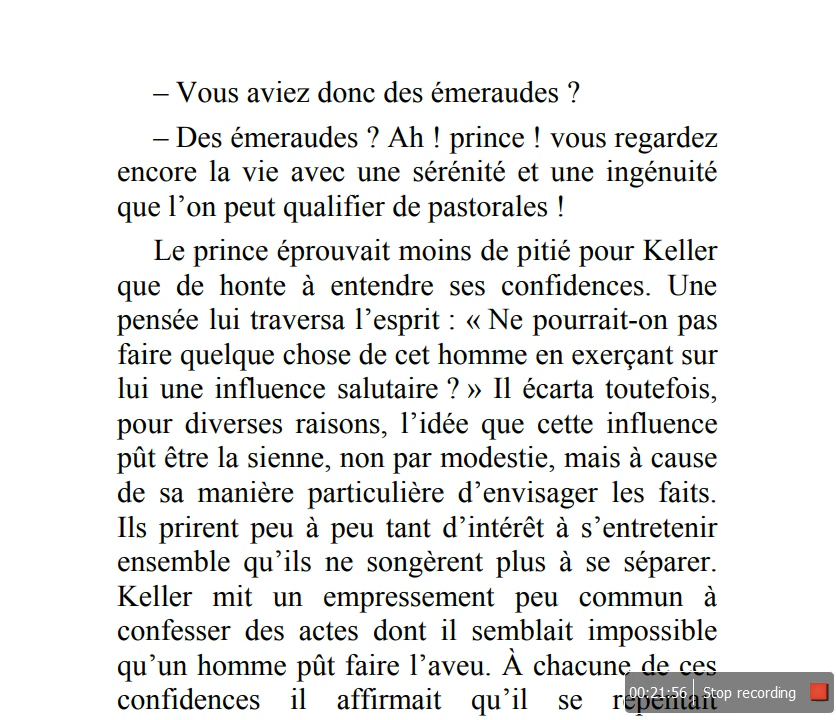 – Vous aviez donc des émeraudes ?
– Des émeraudes ? Ah ! prince ! vous regardez
encore la vie avec une sérénité et une ingénuité
que l’on peut qualifier de pastorales !
Le prince éprouvait moins de pitié pour Keller
que de honte à entendre ses confidences. Une
pensée lui traversa l’esprit : « Ne pourrait-on pas
faire quelque chose de cet homme en exerçant sur
lui une influence salutaire ? » Il écarta toutefois,
pour diverses raisons, l’idée que cette influence
pût être la sienne, non par modestie, mais à cause
de sa manière particulière d’envisager les faits.
Ils prirent peu à peu tant d’intérêt à s’entretenir
ensemble qu’ils ne songèrent plus à se séparer.
Keller mit un empressement peu commun à
confesser des actes dont il semblait impossible
qu’un homme pût faire l’aveu. À chacune de ces
confidences il affirmait qu’il se repentait
00:21:56 Stop recording